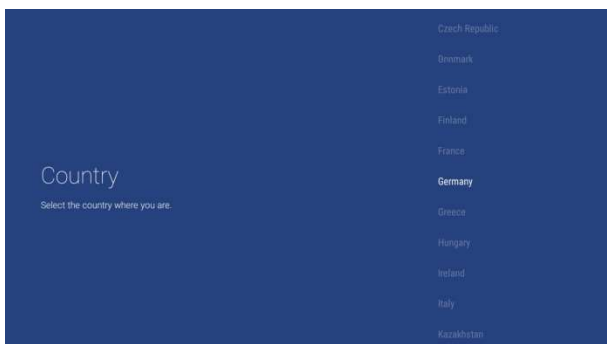 Country
Select the country where you are.
Czech Republic
Denmark
Estonia
Finland
France
Germany
Greece
Hungary
Ireland
Italy
Kazakhstan